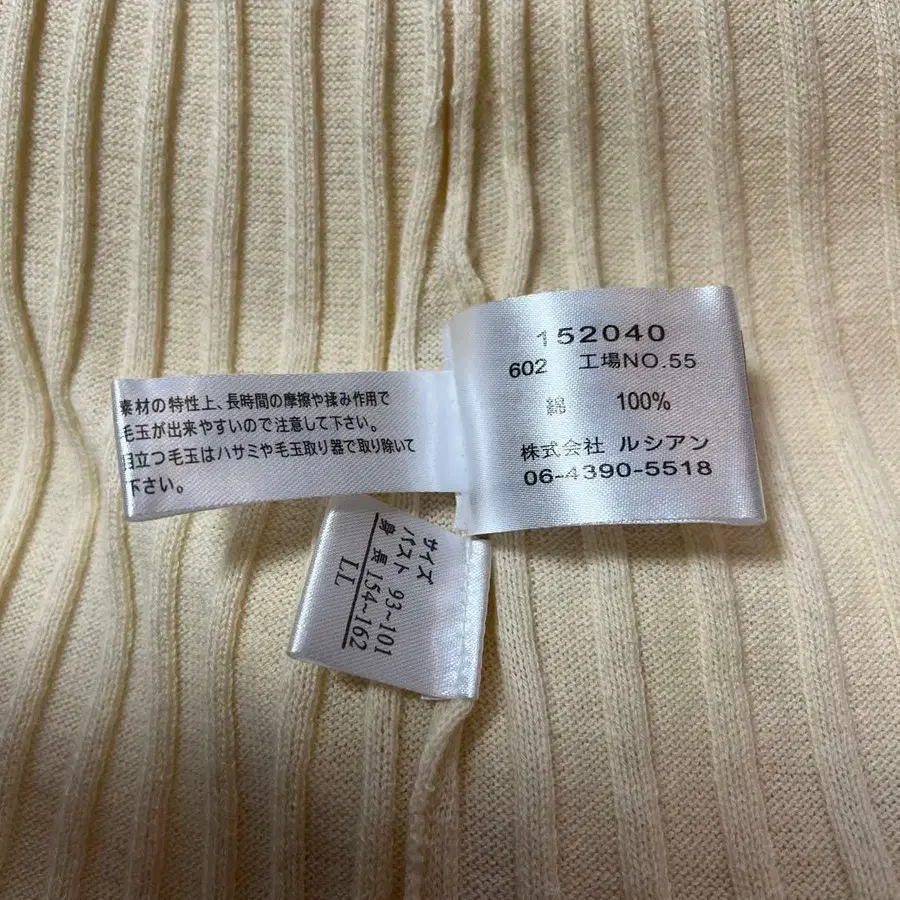 152040
602 工場NO.55
綿 100%
株式会社 ルシアン
06-4390-5518
素材の特性上、長時間の摩擦や揉み作用で
毛玉が出来やすいので注意して下さい。
目立つ毛玉はハサミや毛玉取り器で取り除いて
下さい。
サイズ
バスト 93~101
身長 154~162
LL